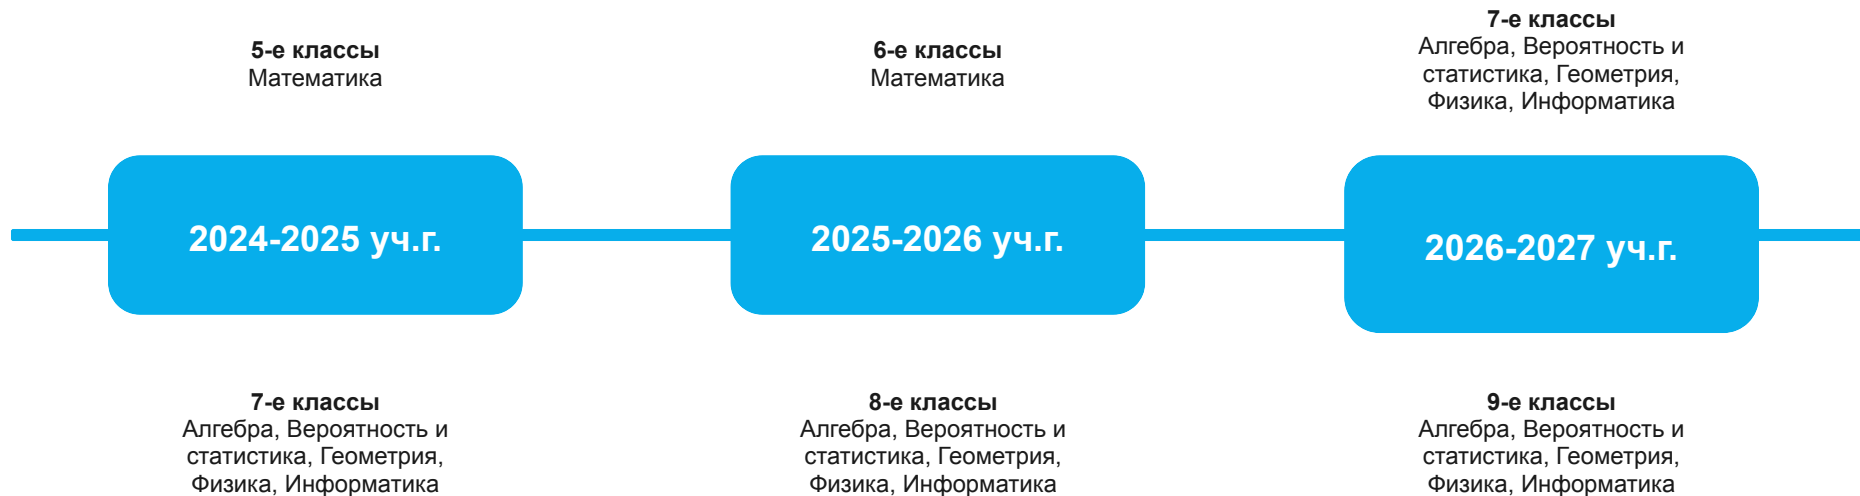 5-е классы
Математика
6-е классы
Математика
7-е классы
Алгебра, Вероятность и
статистика, Геометрия,
Физика, Информатика
2024-2025 уч.г.
2025-2026 уч.г.
2026-2027 уч.г.
7-е классы
Алгебра, Вероятность и
статистика, Геометрия,
Физика, Информатика
8-е классы
Алгебра, Вероятность и
статистика, Геометрия,
Физика, Информатика
9-е классы
Алгебра, Вероятность и
статистика, Геометрия,
Физика, Информатика